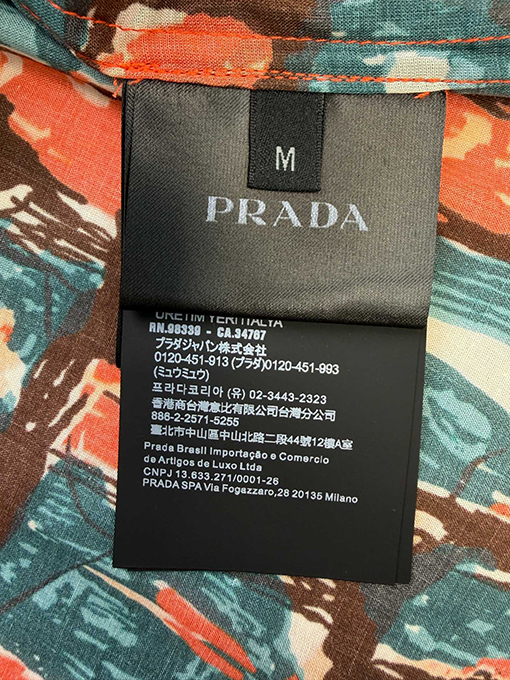 M
PRADA
ÜRETİM YERİ İTALYA
RN.98339 - CA.34767
プラダジャパン株式会社
0120-451-913 (プラダ)0120-451-993
(ミュウミュウ)
프라다코리아 (유) 02-3443-2323
香港商台灣惠比有限公司台灣分公司
886-2-2571-5255
臺北市中山區中山北路二段44號12樓A室
Prada Brasil Importação e Comercio
de Artigos de Luxo Ltda
CNPJ 13.633.271/0001-26
PRADA SPA Via Fogazzaro,28 20135 Milano